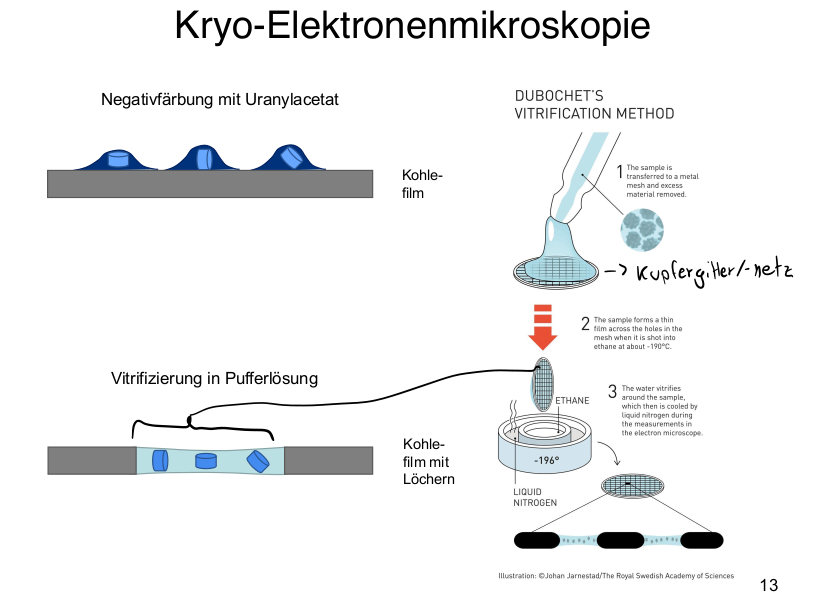 Kryo-Elektronenmikroskopie
Negativfärbung mit Uranylacetat
Kohle-
film
Vitrifizierung in Pufferlösung
Kohle-
film mit
Löchern
DUBOCHET'S
VITRIFICATION METHOD
1 The sample is
transferred to a metal
mesh and excess
material removed.
-> Kupfergitter/-netz
2 The sample forms a thin
film across the holes in the
mesh when it is shot into
ethane at about -190°C.
3 The water vitrifies
around the sample,
which then is cooled by
liquid nitrogen during
the measurements in
the electron microscope.
ETHANE
-196°
LIQUID
NITROGEN
Illustration: ©Johan Jarnestad/The Royal Swedish Academy of Sciences
13